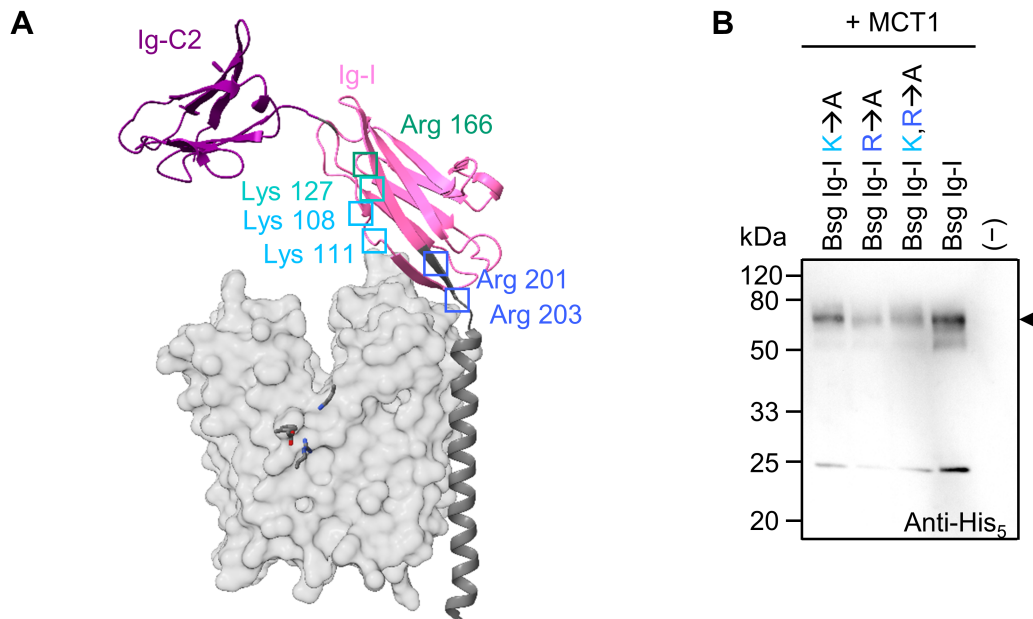 A
Ig-C2
Ig-I
Arg 166
Lys 127
Lys 108
Lys 111
Arg 201
Arg 203
B
+ MCT1
Bsg Ig-I K→A
Bsg Ig-I R→A
Bsg Ig-I K,R→A
Bsg Ig-I
(–)
kDa
120
80
50
33
25
20
Anti-His5